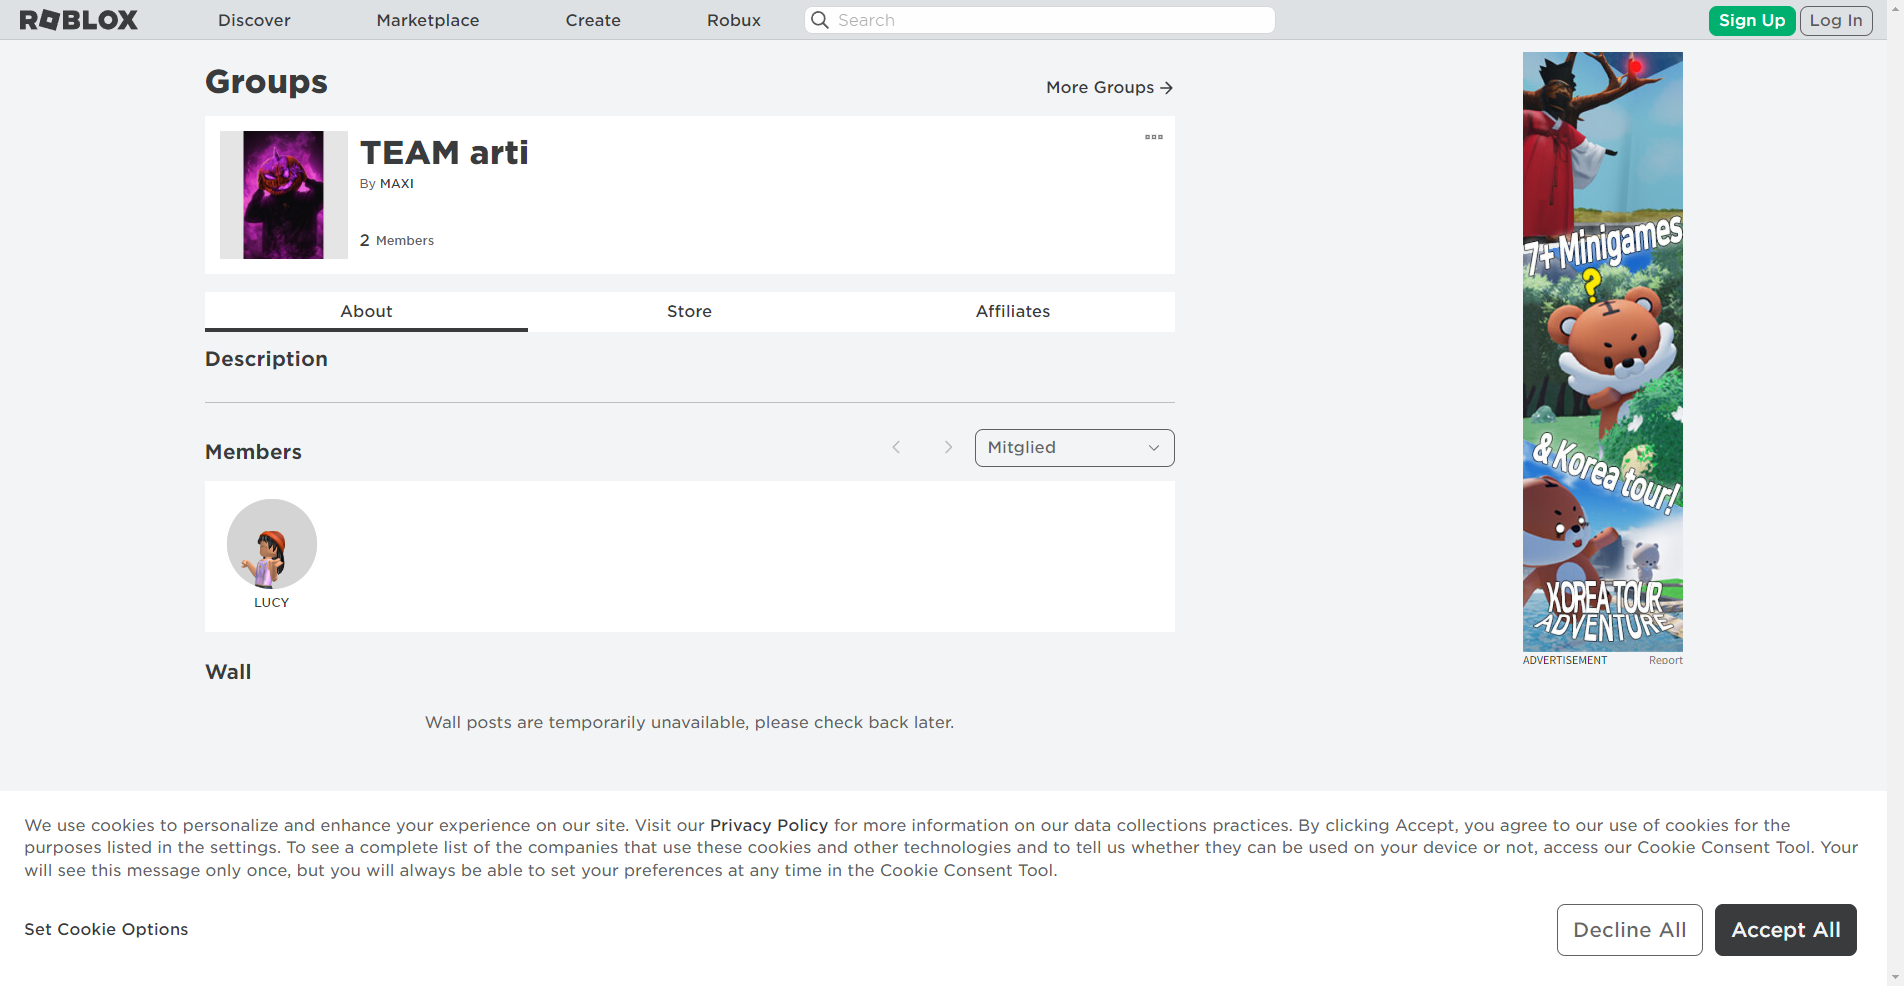 ROBLOX
Discover
Marketplace
Create
Robux
Search
Sign Up
Log In
Groups
More Groups
TEAM arti
By MAXI
2 Members
About
Store
Affiliates
Description
Members
Mitglied
LUCY
Wall
Wall posts are temporarily unavailable, please check back later.
7+ Minigames
?
& Korea tour!
KOREA TOUR
ADVENTURE
ADVERTISEMENT
Report
We use cookies to personalize and enhance your experience on our site. Visit our Privacy Policy for more information on our data collections practices. By clicking Accept, you agree to our use of cookies for the
purposes listed in the settings. To see a complete list of the companies that use these cookies and other technologies and to tell us whether they can be used on your device or not, access our Cookie Consent Tool. Your
will see this message only once, but you will always be able to set your preferences at any time in the Cookie Consent Tool.
Set Cookie Options
Decline All
Accept All